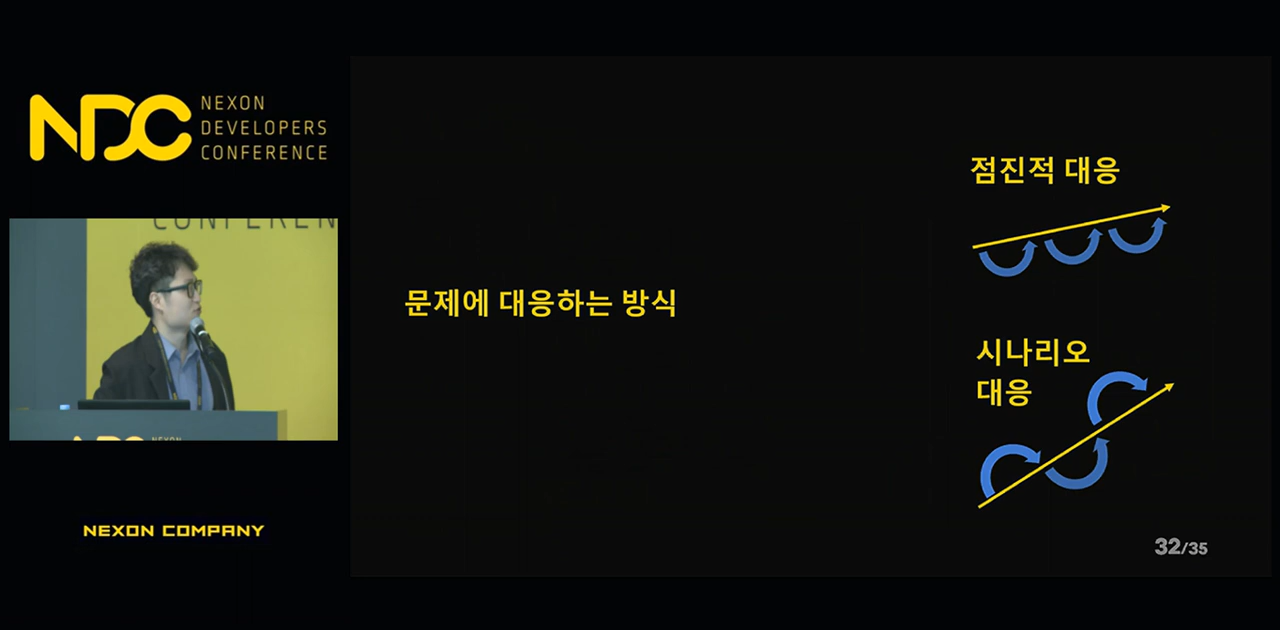 NDC
NEXON
DEVELOPERS
CONFERENCE
CONFEREN
NDC
NEXON COMPANY
문제에 대응하는 방식
점진적 대응
시나리오
대응
32/35